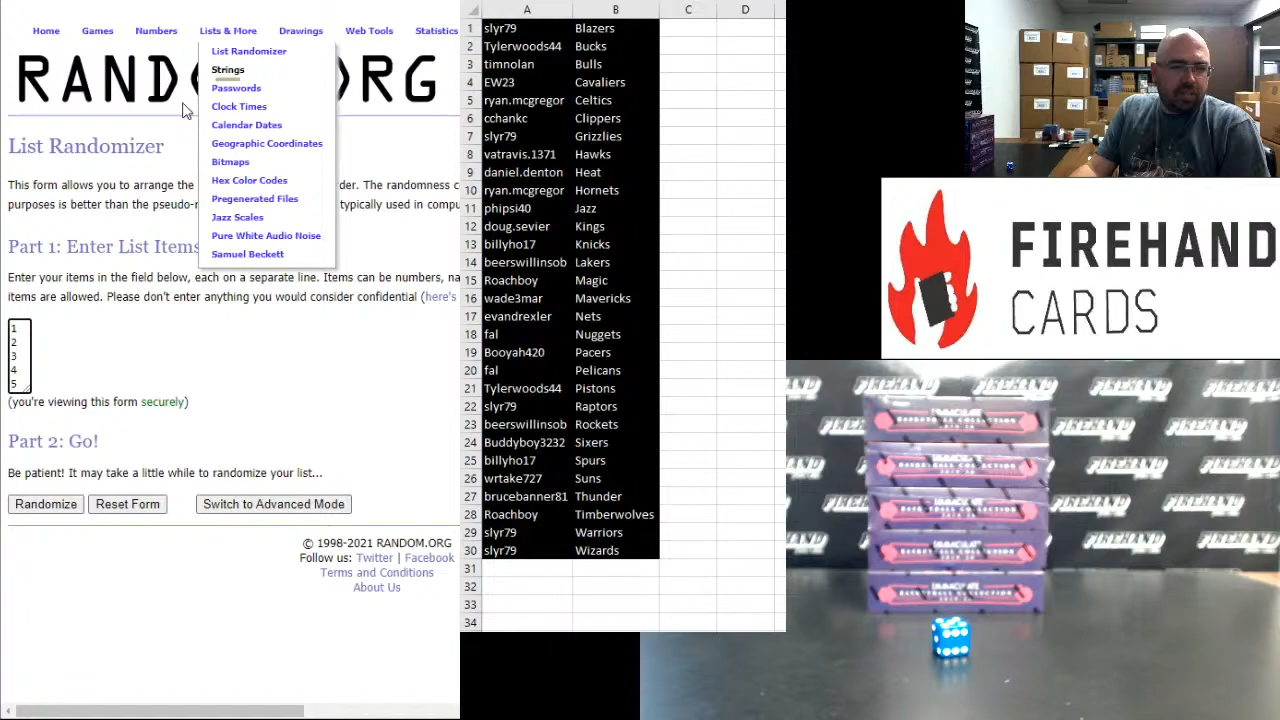 Home Games Numbers Lists & More Drawings Web Tools Statistics
List Randomizer
Strings
Passwords
Clock Times
Calendar Dates
Geographic Coordinates
Bitmaps
Hex Color Codes
Pregenerated Files
Jazz Scales
Pure White Audio Noise
Samuel Beckett
List Randomizer
This form allows you to arrange the
purposes is better than the pseudo-
typically used in compu
Part 1: Enter List Items
Enter your items in the field below, each on a separate line. Items can be numbers, na
items are allowed. Please don't enter anything you would consider confidential (here's
1
2
3
4
5
(you're viewing this form securely)
Part 2: Go!
Be patient! It may take a little while to randomize your list...
Randomize Reset Form Switch to Advanced Mode
© 1998-2021 RANDOM.ORG
Follow us: Twitter | Facebook
Terms and Conditions
About Us
A B C D
1 slyr79 Blazers
2 Tylerwoods44 Bucks
3 timnolan Bulls
4 EW23 Cavaliers
5 ryan.mcgregor Celtics
6 cchankc Clippers
7 slyr79 Grizzlies
8 vatravis.1371 Hawks
9 daniel.denton Heat
10 ryan.mcgregor Hornets
11 phipsi40 Jazz
12 doug.sevier Kings
13 billyho17 Knicks
14 beerswillinsob Lakers
15 Roachboy Magic
16 wade3mar Mavericks
17 evandrexler Nets
18 fal Nuggets
19 Booyah420 Pacers
20 fal Pelicans
21 Tylerwoods44 Pistons
22 slyr79 Raptors
23 beerswillinsob Rockets
24 Buddyboy3232 Sixers
25 billyho17 Spurs
26 wrtake727 Suns
27 brucebanner81 Thunder
28 Roachboy Timberwolves
29 slyr79 Warriors
30 slyr79 Wizards
31
32
33
34
FIREHAND
CARDS
IMMACULATE
BASKETBALL COLLECTION